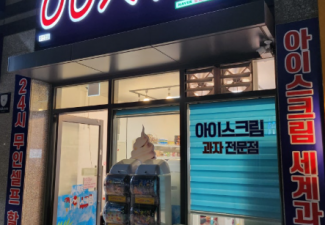 24시 무인셀프 할
아이스크림
과자 전문점
아이스크림 세계과